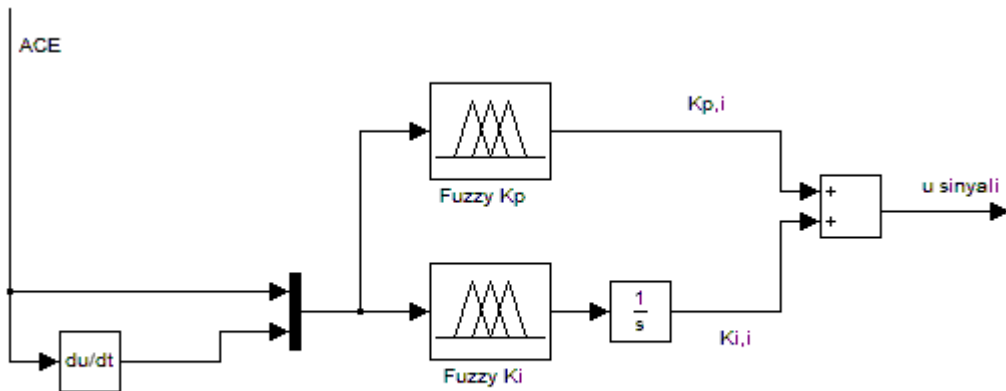 ACE
Kp,i
Fuzzy Kp
+
+
u sinyali
du/dt
Fuzzy Ki
1
s
Ki,i